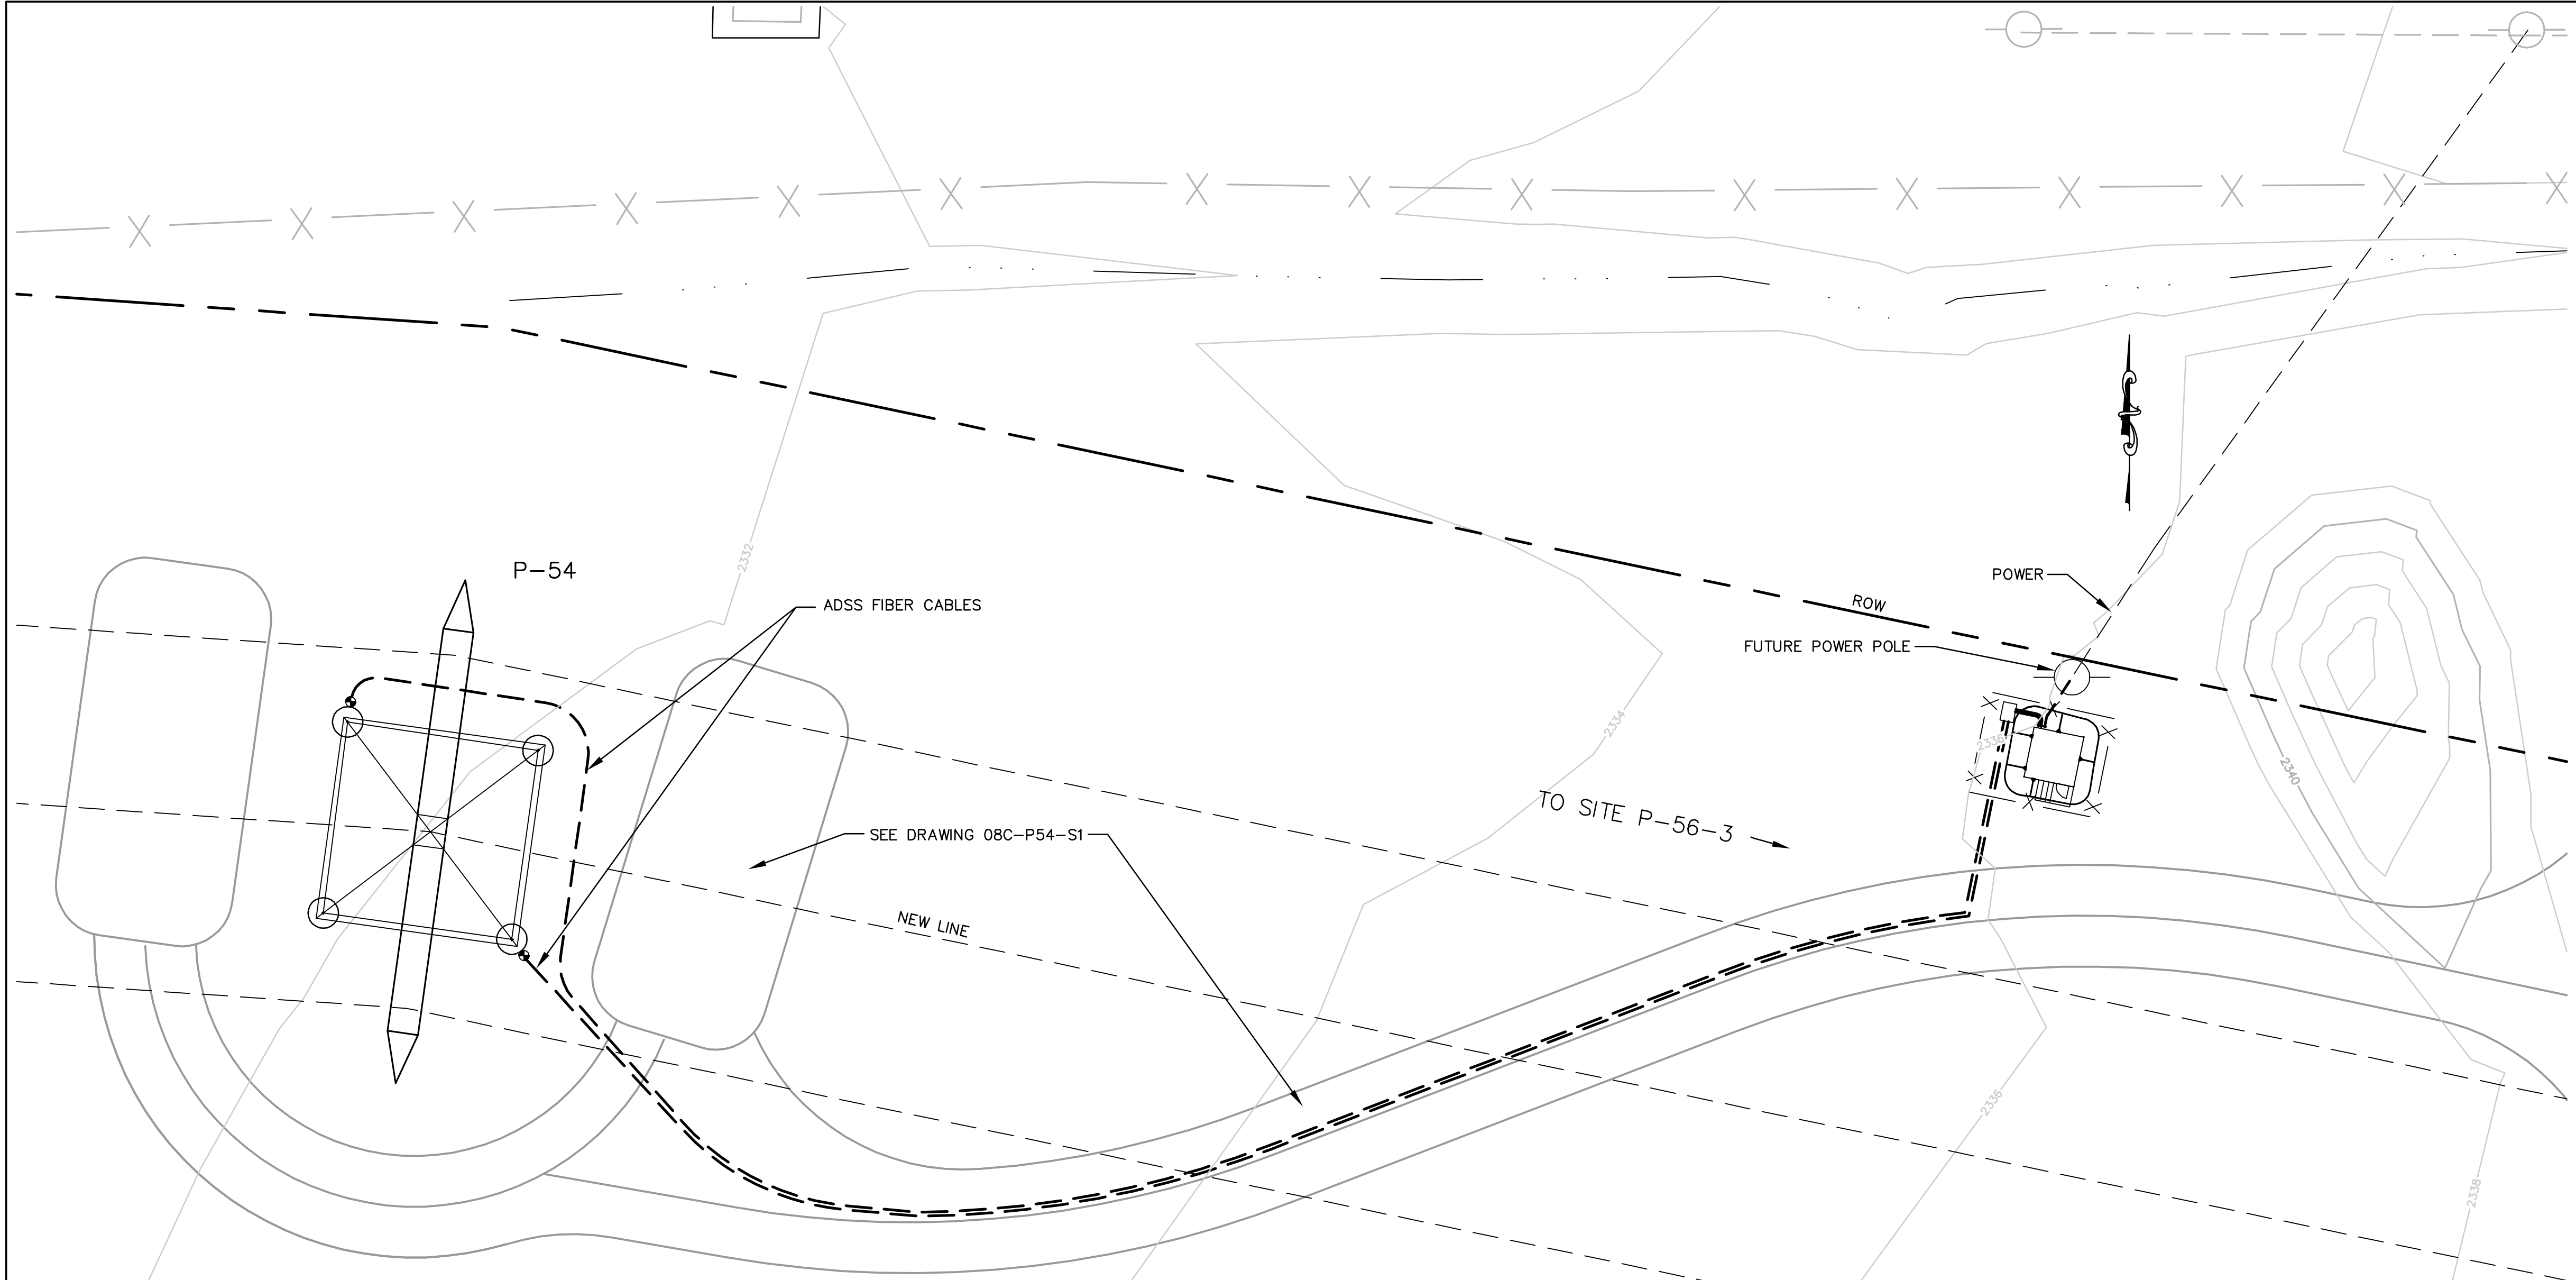 P-54
2332
ADSS FIBER CABLES
POWER
ROW
FUTURE POWER POLE
2334
2338
2340
TO SITE P-56-3
SEE DRAWING 08C-P54-S1
NEW LINE
2336
2338